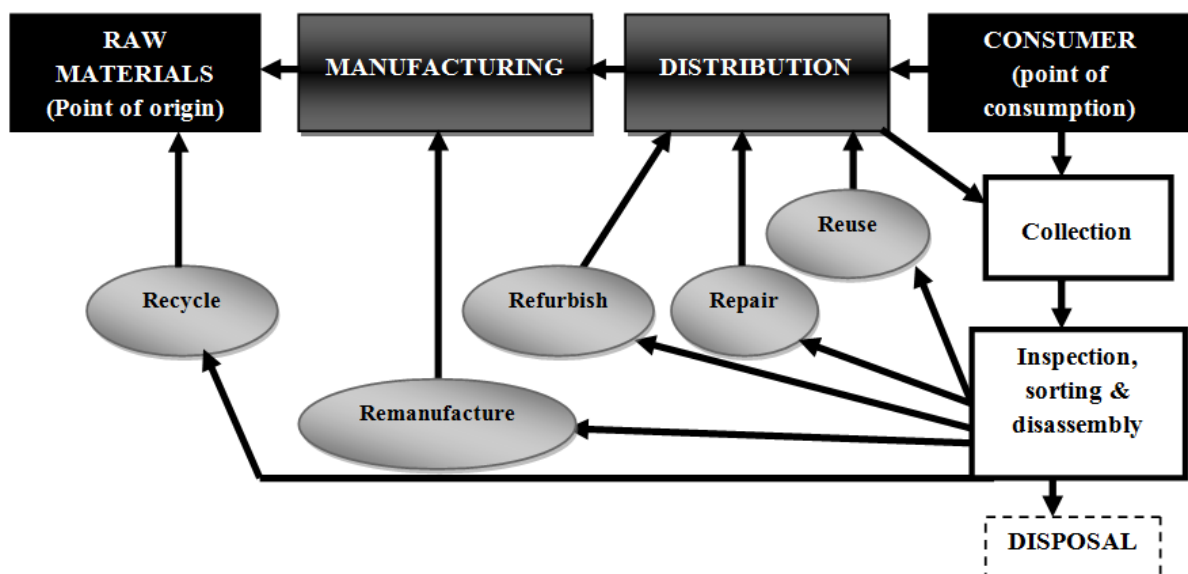 RAW
MATERIALS
(Point of origin)
MANUFACTURING
DISTRIBUTION
CONSUMER
(point of
consumption)
Reuse
Collection
Recycle
Refurbish
Repair
Inspection,
sorting &
disassembly
Remanufacture
DISPOSAL